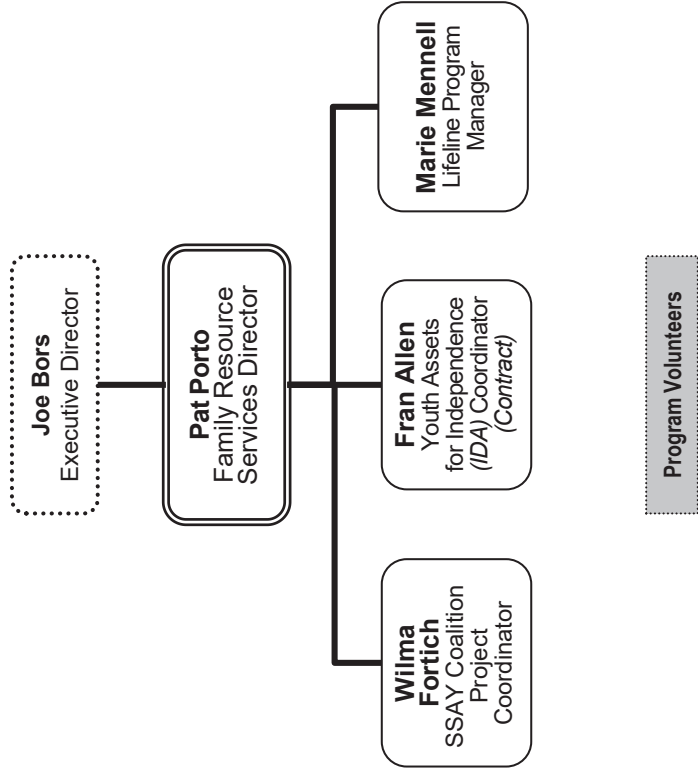 Joe Bors
Executive Director
Pat Porto
Family Resource
Services Director
Wilma
Fortich
SSAY Coalition
Project
Coordinator
Fran Allen
Youth Assets
for Independence
(IDA) Coordinator
(Contract)
Marie Mennell
Lifeline Program
Manager
Program Volunteers